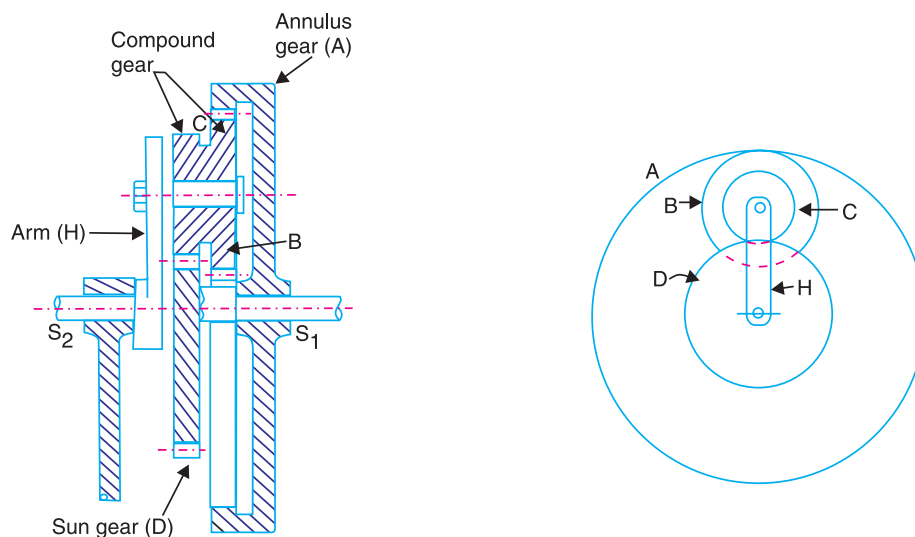 Annulus
gear (A)
Compound
gear
C
Arm (H)
B
S2
S1
Sun gear (D)
A
B
C
D
H